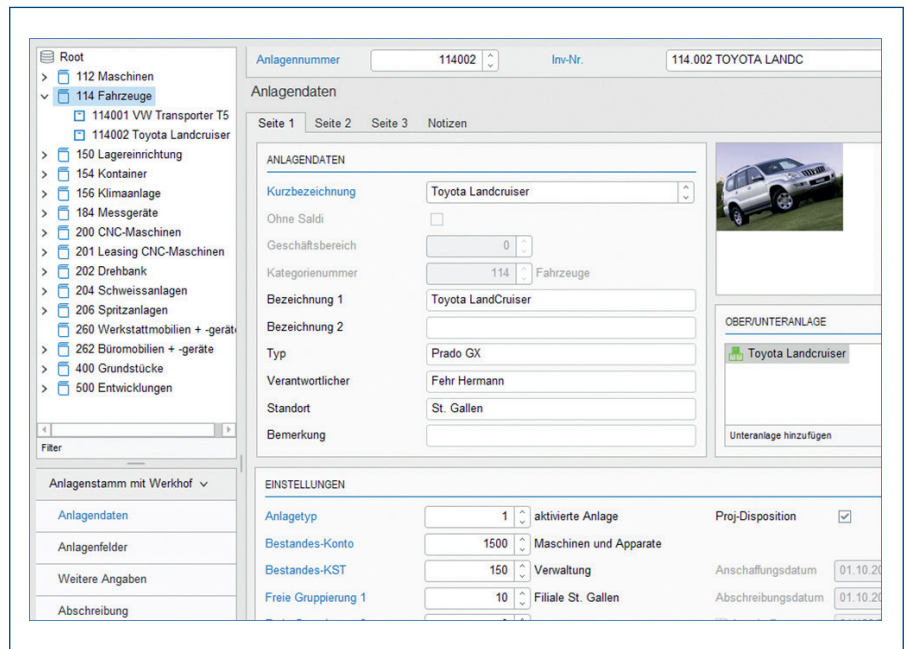 Root
112 Maschinen
114 Fahrzeuge
114001 VW Transporter T5
114002 Toyota Landcruiser
150 Lagereinrichtung
154 Kontainer
156 Klimaanlage
184 Messgeräte
200 CNC-Maschinen
201 Leasing CNC-Maschinen
202 Drehbank
204 Schweissanlagen
206 Spritzanlagen
260 Werkstattmobilien + -gerät
262 Büromobilien + -geräte
400 Grundstücke
500 Entwicklungen
Filter
Anlagenstamm mit Werkhof
Anlagendaten
Anlagenfelder
Weitere Angaben
Abschreibung
Anlagennummer 114002 Inv-Nr. 114.002 TOYOTA LANDC
Anlagendaten
Seite 1 Seite 2 Seite 3 Notizen
ANLAGENDATEN
Kurzbezeichnung Toyota Landcruiser
Ohne Saldi
Geschäftsbereich 0
Kategorienummer 114 Fahrzeuge
Bezeichnung 1 Toyota LandCruiser
Bezeichnung 2
Typ Prado GX
Verantwortlicher Fehr Hermann
Standort St. Gallen
Bemerkung
OBER/UNTERANLAGE
Toyota Landcruiser
Unteranlage hinzufügen
EINSTELLUNGEN
Anlagetyp 1 aktivierte Anlage Proj-Disposition
Bestandes-Konto 1500 Maschinen und Apparate
Bestandes-KST 150 Verwaltung Anschaffungsdatum 01.10.20
Freie Gruppierung 1 10 Filiale St. Gallen Abschreibungsdatum 01.10.20